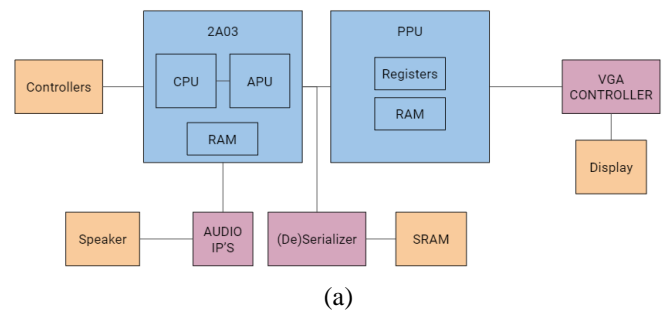 2A03
PPU
Controllers
CPU
APU
Registers
VGA
CONTROLLER
RAM
RAM
Display
Speaker
AUDIO
IP'S
(De)Serializer
SRAM
(a)